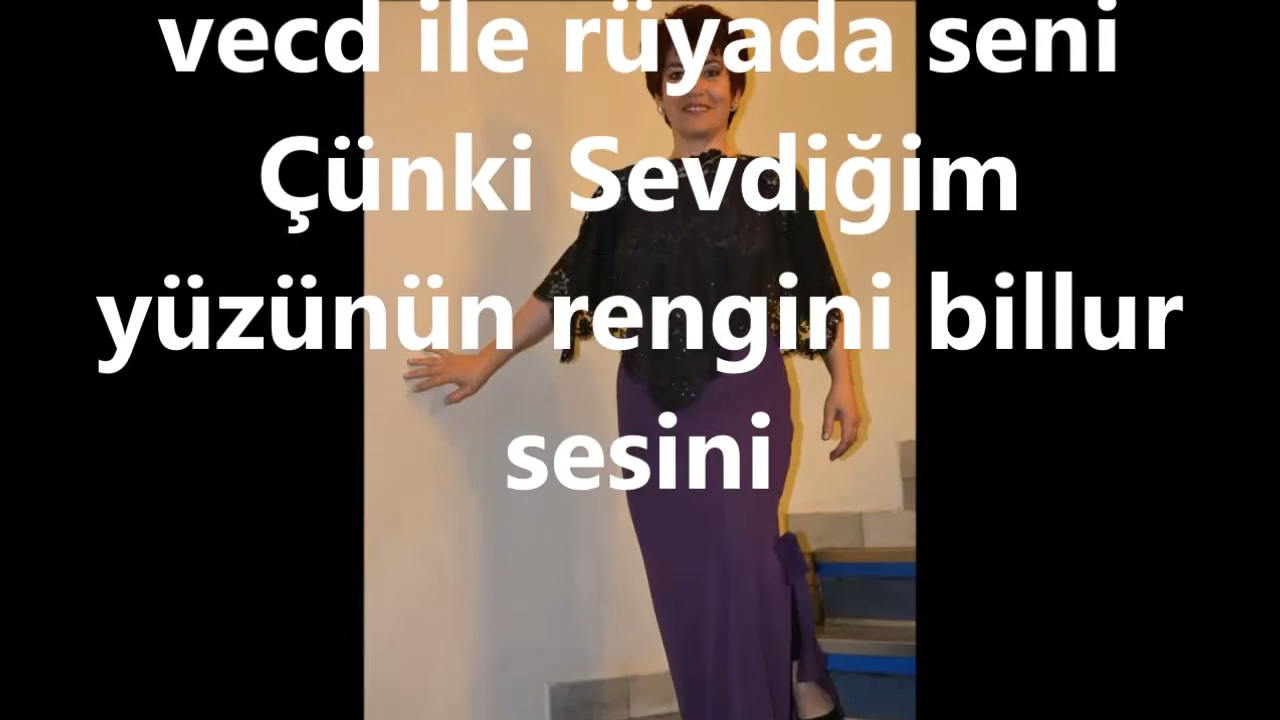 vecd ile rüyada seni
Çünki Sevdiğim
yüzünün rengini billur
sesini